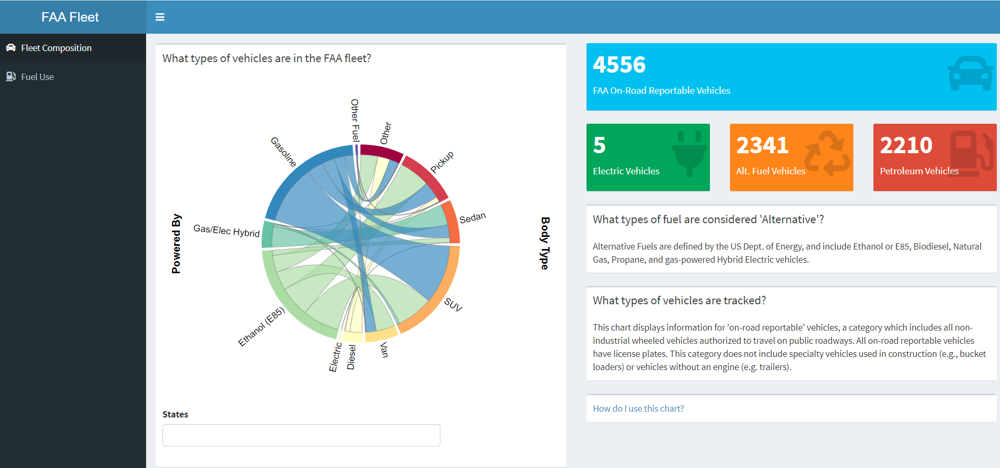 FAA Fleet
Fleet Composition
Fuel Use
What types of vehicles are in the FAA fleet?
Other Fuel
Other
Gasoline
Pickup
Sedan
Gas/Elec Hybrid
Powered By
Body Type
SUV
Ethanol (E85)
Electric
Diesel
Van
States
4556
FAA On-Road Reportable Vehicles
5
Electric Vehicles
2341
Alt. Fuel Vehicles
2210
Petroleum Vehicles
What types of fuel are considered 'Alternative'?
Alternative Fuels are defined by the US Dept. of Energy, and include Ethanol or E85, Biodiesel, Natural
Gas, Propane, and gas-powered Hybrid Electric vehicles.
What types of vehicles are tracked?
This chart displays information for 'on-road reportable' vehicles, a category which includes all non-
industrial wheeled vehicles authorized to travel on public roadways. All on-road reportable vehicles
have license plates. This category does not include specialty vehicles used in construction (e.g., bucket
loaders) or vehicles without an engine (e.g. trailers).
How do I use this chart?